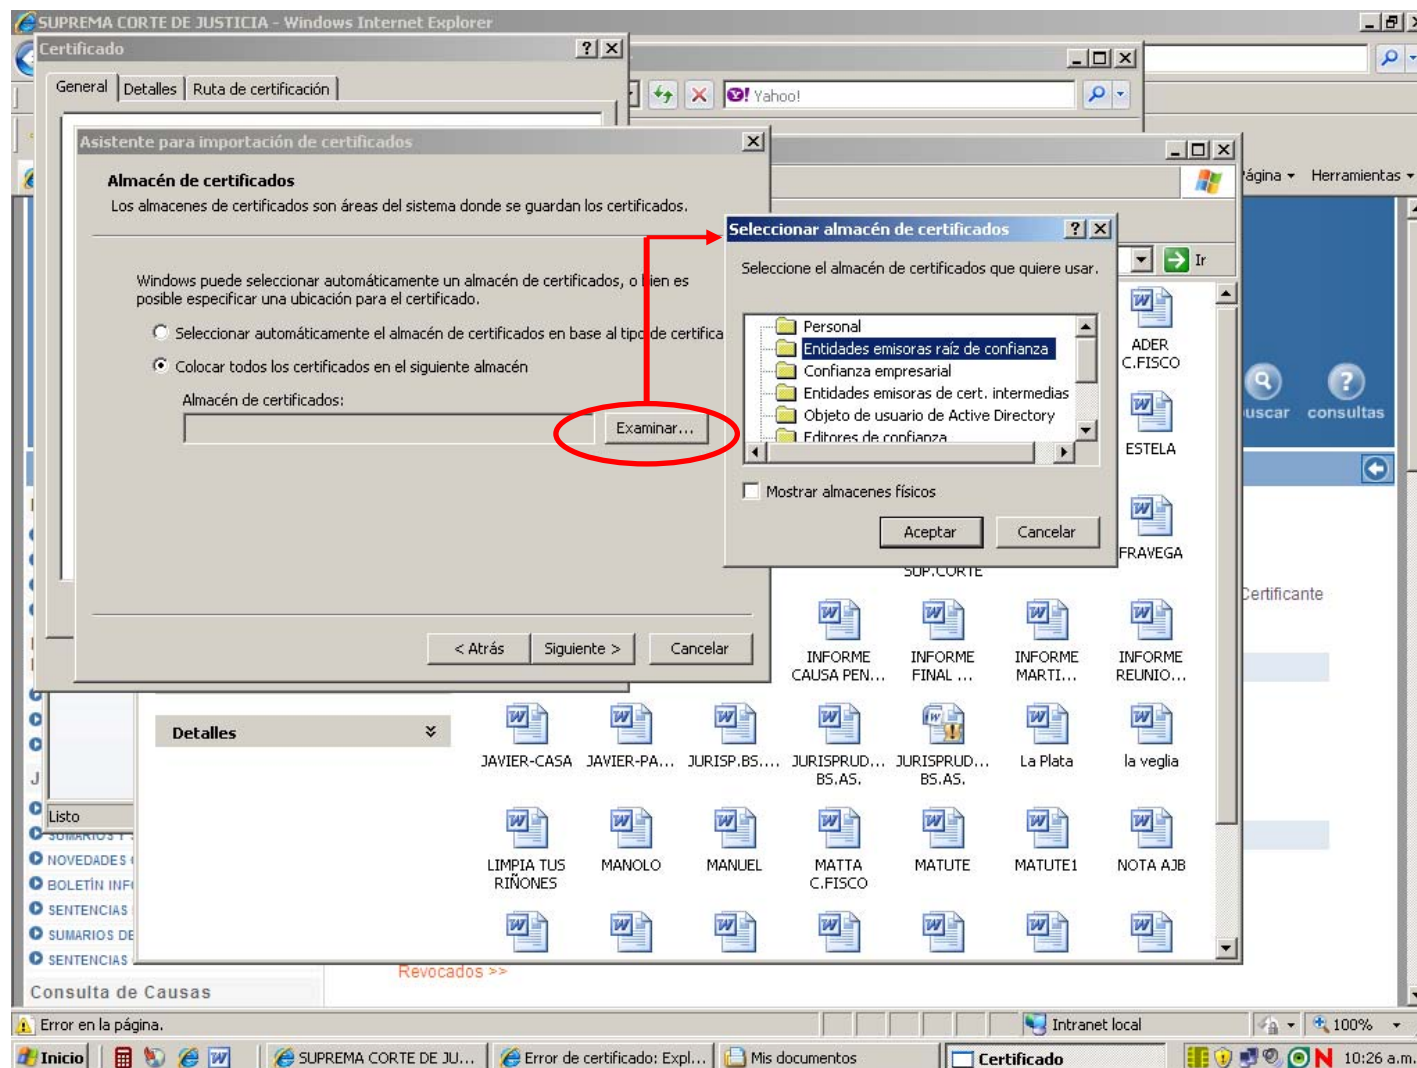 SUPREMA CORTE DE JUSTICIA - Windows Internet Explorer
Certificado
General
Detalles
Ruta de certificación
Yahoo!
Asistente para importación de certificados
Almacén de certificados
Los almacenes de certificados son áreas del sistema donde se guardan los certificados.
Windows puede seleccionar automáticamente un almacén de certificados, o bien es
posible especificar una ubicación para el certificado.
Seleccionar automáticamente el almacén de certificados en base al tipo de certifica
Colocar todos los certificados en el siguiente almacén
Almacén de certificados:
Examinar...
< Atrás
Siguiente >
Cancelar
Seleccionar almacén de certificados
Seleccione el almacén de certificados que quiere usar.
Personal
Entidades emisoras raíz de confianza
Confianza empresarial
Entidades emisoras de cert. intermedias
Objeto de usuario de Active Directory
Editores de confianza
Mostrar almacenes físicos
Aceptar
Cancelar
ágina
Herramientas
Ir
ADER
C.FISCO
ESTELA
FRAVEGA
SUP.CORTE
uscar
consultas
Certificante
INFORME
CAUSA PEN...
INFORME
FINAL ...
INFORME
MARTI...
INFORME
REUNIO...
Detalles
JAVIER-CASA
JAVIER-PA...
JURISP.BS....
JURISPRUD...
BS.AS.
JURISPRUD...
BS.AS.
La Plata
la veglia
LIMPIA TUS
RIÑONES
MANOLO
MANUEL
MATTA
C.FISCO
MATUTE
MATUTE1
NOTA AJB
J
Listo
SUMARIOS Y
NOVEDADES
BOLETÍN INF
SENTENCIAS
SUMARIOS DE
SENTENCIAS
Revocados >>
Consulta de Causas
Error en la página.
Intranet local
100%
Inicio
SUPREMA CORTE DE JU...
Error de certificado: Expl...
Mis documentos
Certificado
10:26 a.m.